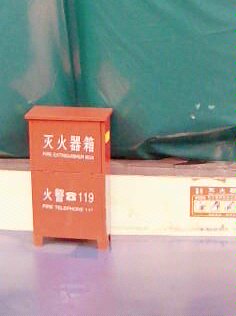 灭火器箱
FIRE EXTINGUISHER BOX
火警☎119
FIRE TELEPHONE 119